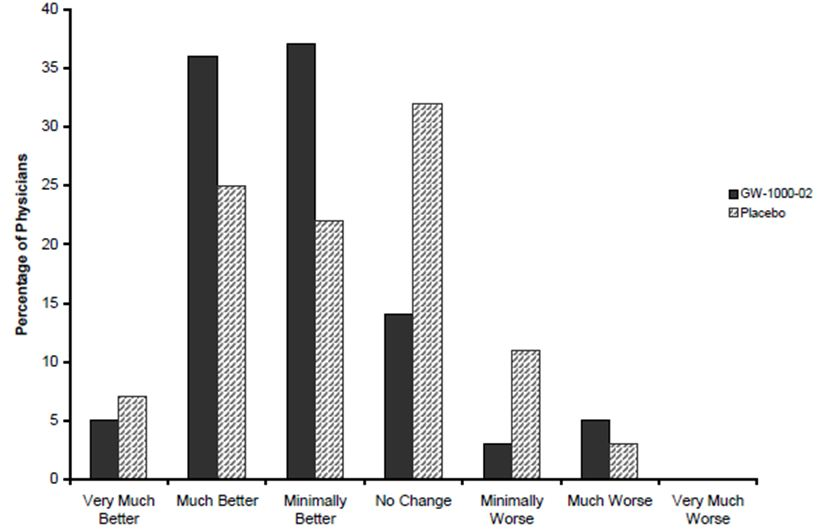 40
35
30
25
20
15
10
5
0
Percentage of Physicians
GW-1000-02
Placebo
Very Much Better
Much Better
Minimally Better
No Change
Minimally Worse
Much Worse
Very Much Worse